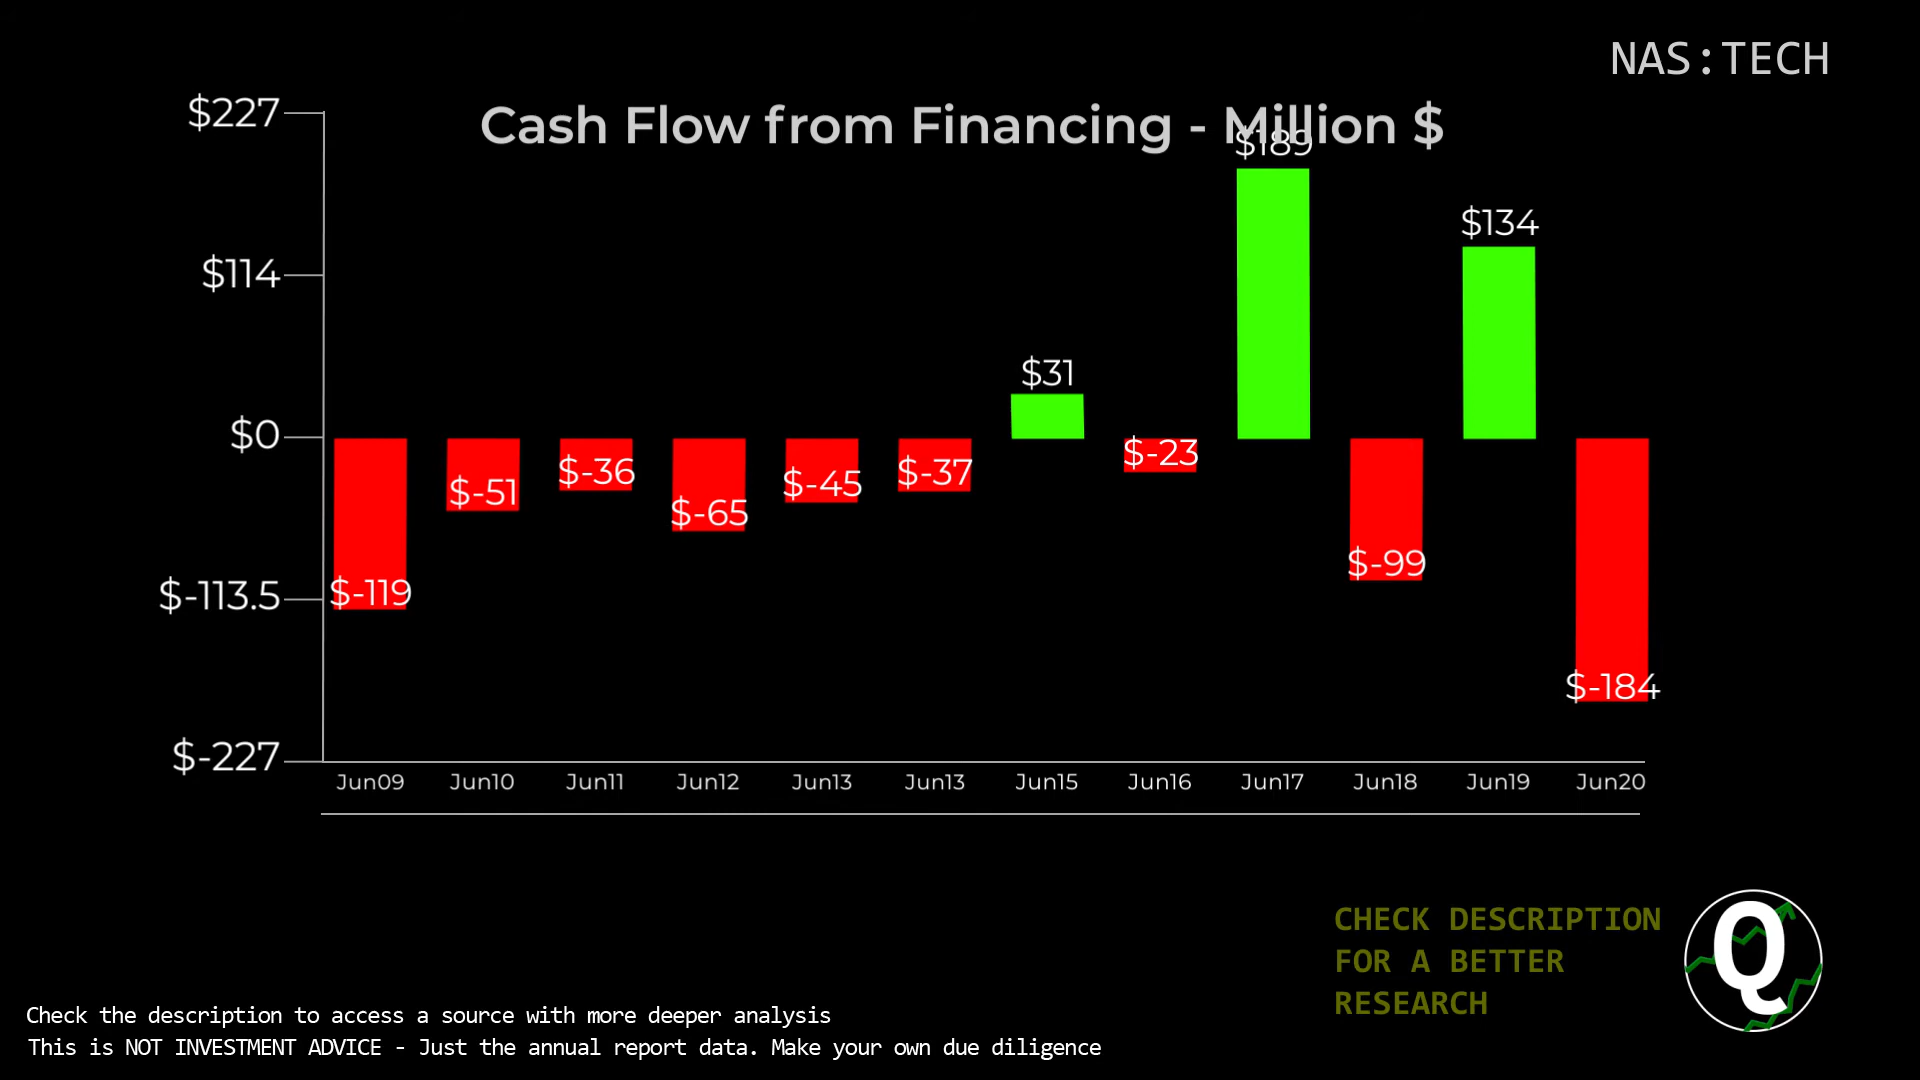 NAS:TECH
Cash Flow from Financing - Million $
$227
$114
$0
$-113.5
$-227
$-119
$-51
$-36
$-65
$-45
$-37
$31
$-23
$189
$-99
$134
$-184
Jun09 Jun10 Jun11 Jun12 Jun13 Jun13 Jun15 Jun16 Jun17 Jun18 Jun19 Jun20
CHECK DESCRIPTION
FOR A BETTER
RESEARCH
Q
Check the description to access a source with more deeper analysis
This is NOT INVESTMENT ADVICE - Just the annual report data. Make your own due diligence